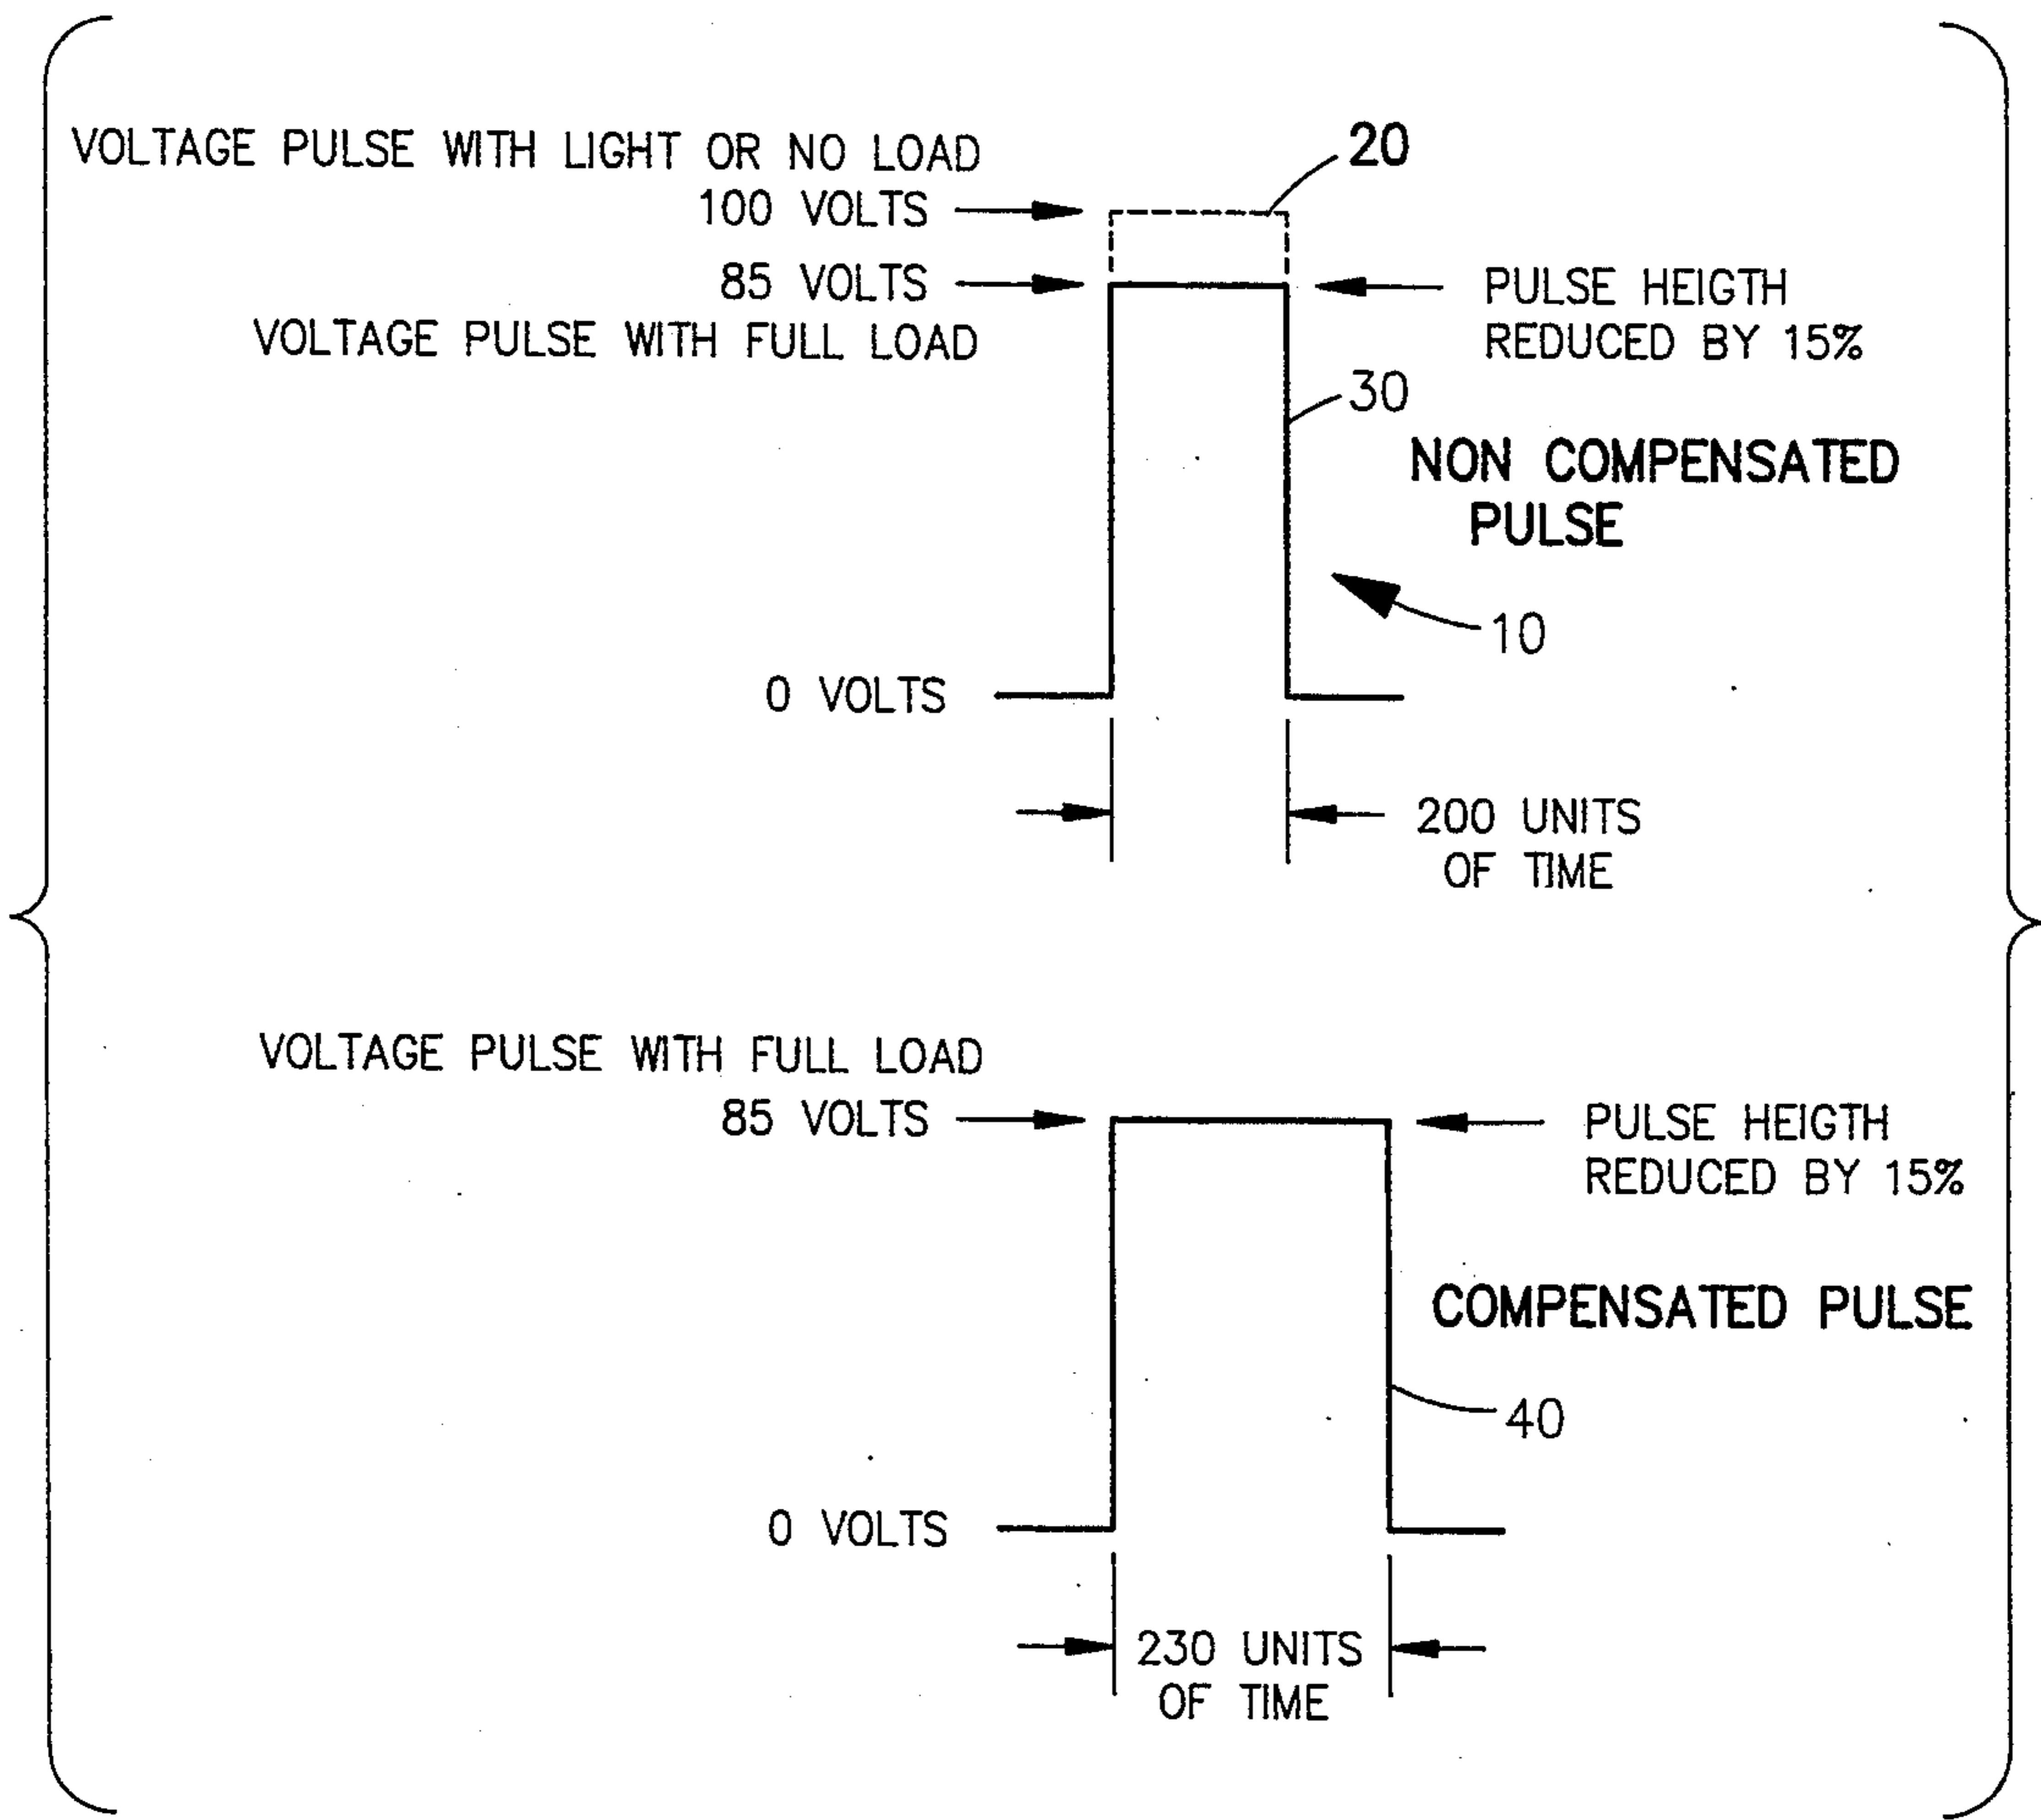 VOLTAGE PULSE WITH LIGHT OR NO LOAD
20
100 VOLTS
85 VOLTS
PULSE HEIGTH
VOLTAGE PULSE WITH FULL LOAD
REDUCED BY 15%
30
NON COMPENSATED
PULSE
10
0 VOLTS
200 UNITS
OF TIME
VOLTAGE PULSE WITH FULL LOAD
85 VOLTS
PULSE HEIGTH
REDUCED BY 15%
COMPENSATED PULSE
40
0 VOLTS
230 UNITS
OF TIME